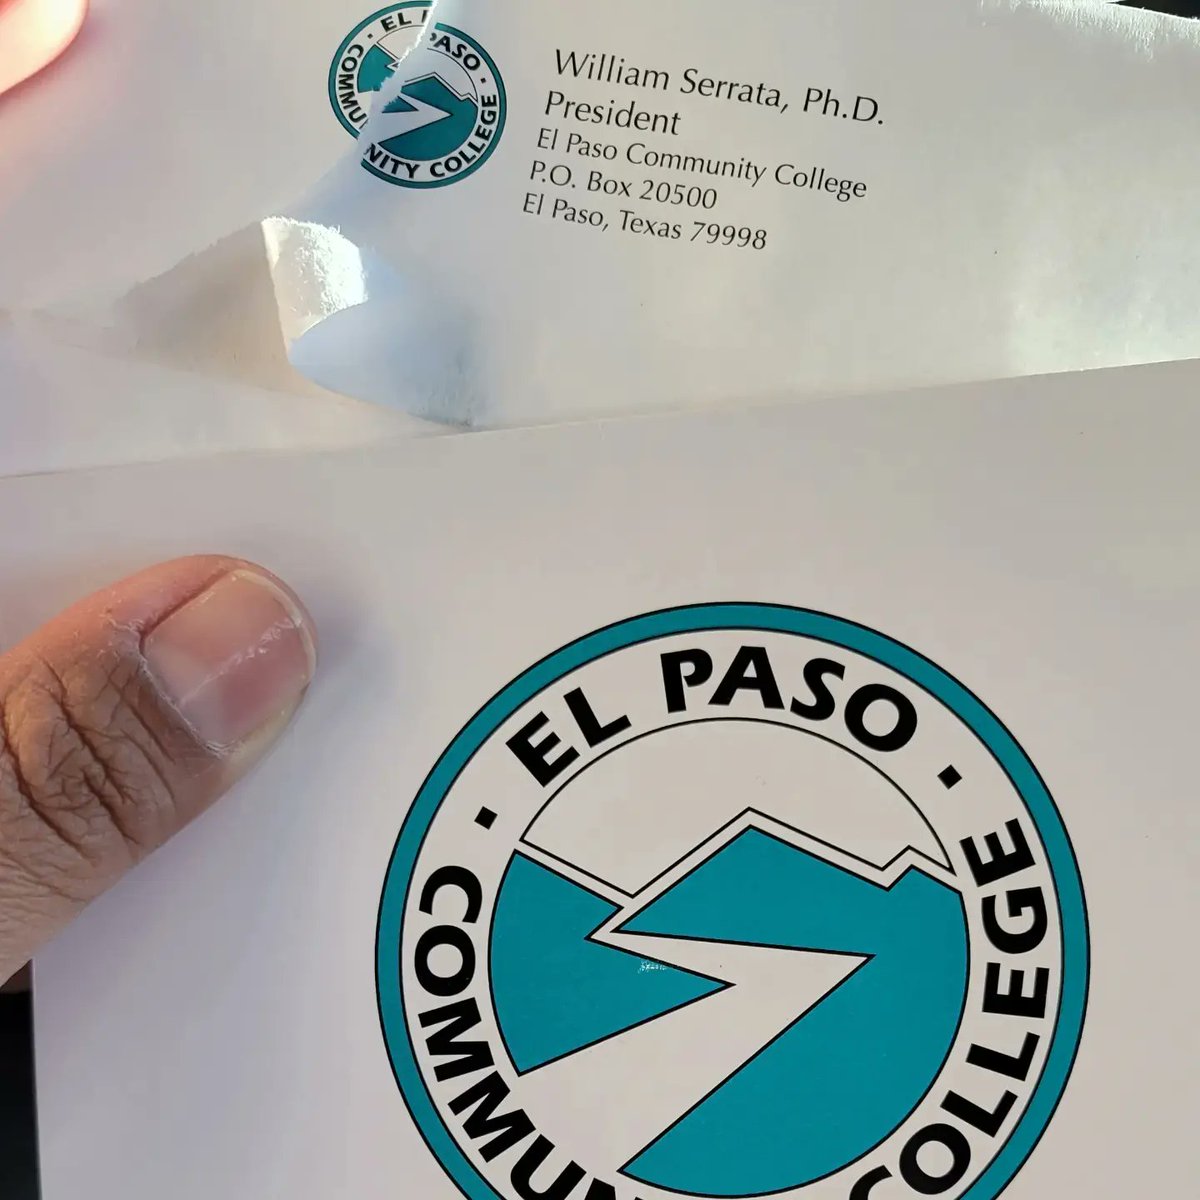 EL PASO
COMMUNITY COLLEGE
William Serrata, Ph.D.
President
El Paso Community College
P.O. Box 20500
El Paso, Texas 79998
EL PASO
COMMUN COLLEGE